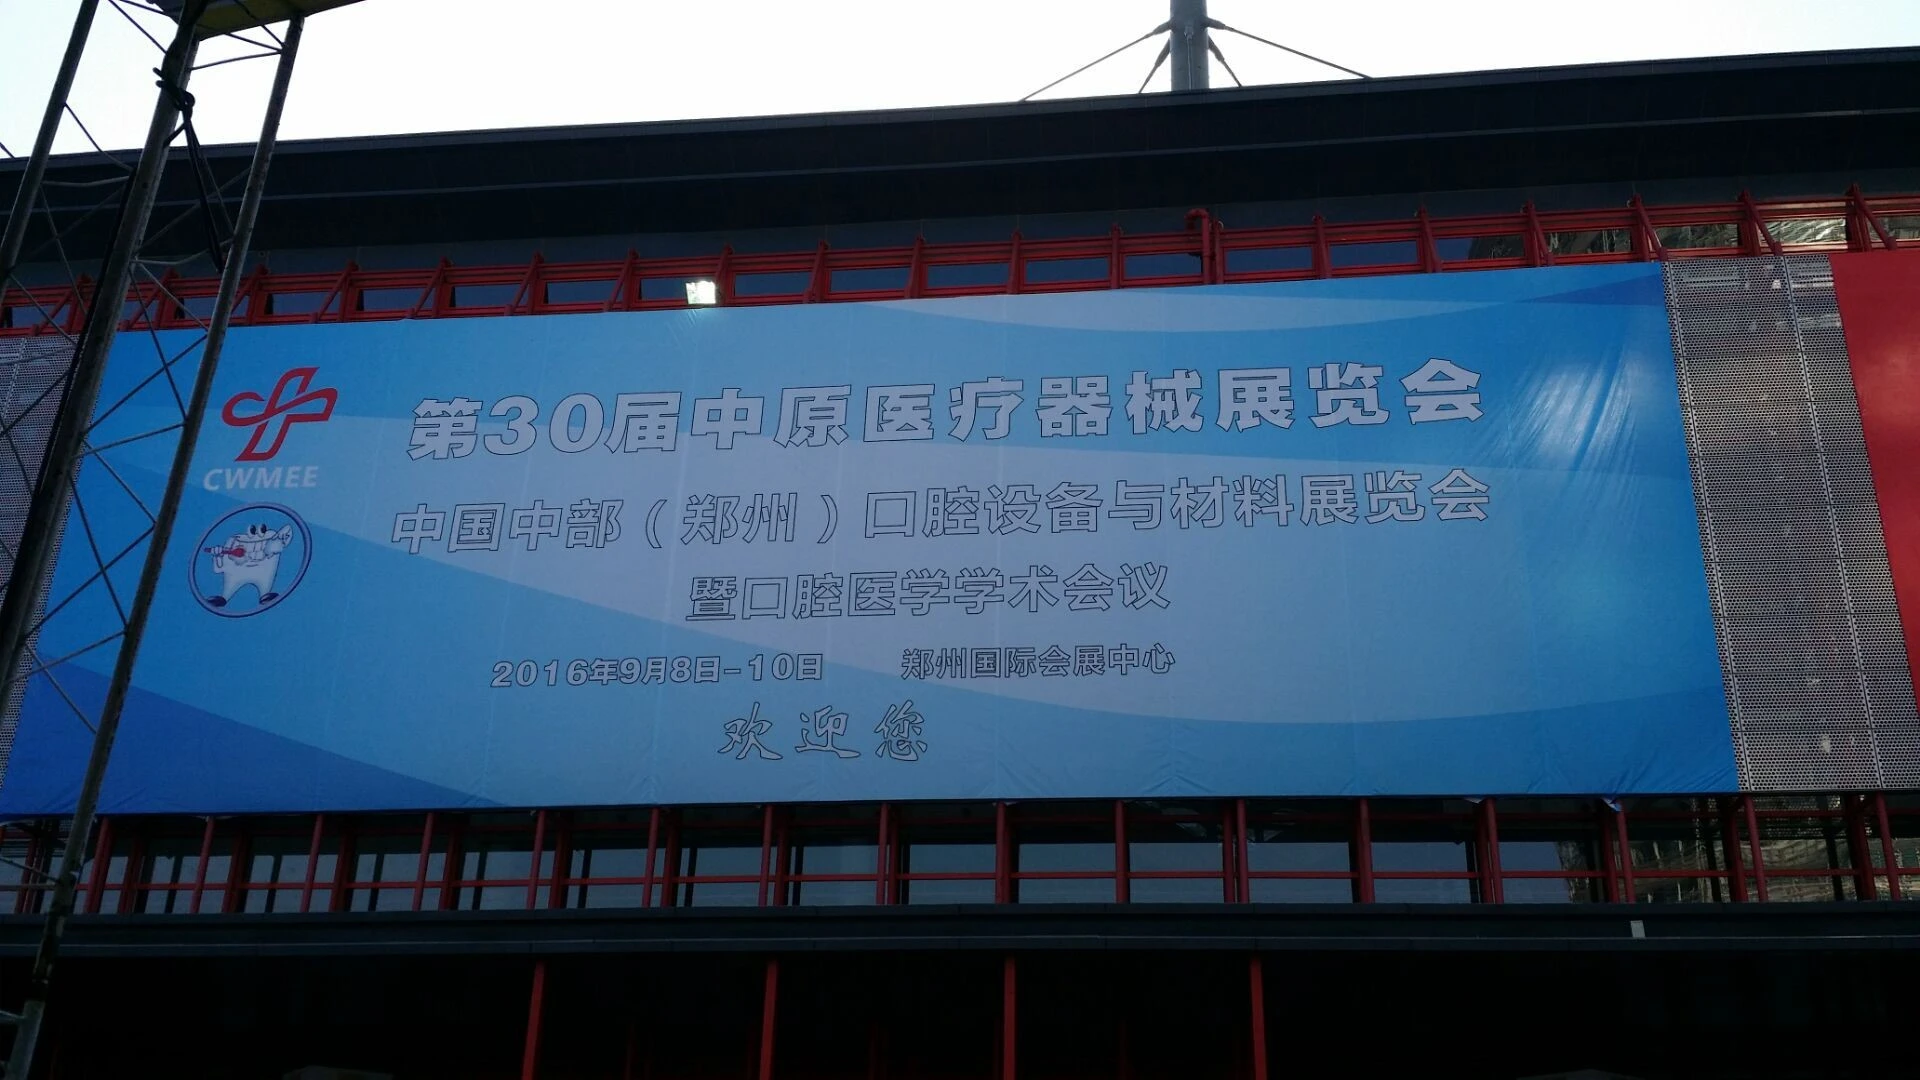 第30届中原医疗器械展览会
CWMEE
中国中部（郑州）口腔设备与材料展览会
暨口腔医学学术会议
2016年9月8日-10日 郑州国际会展中心
欢迎您